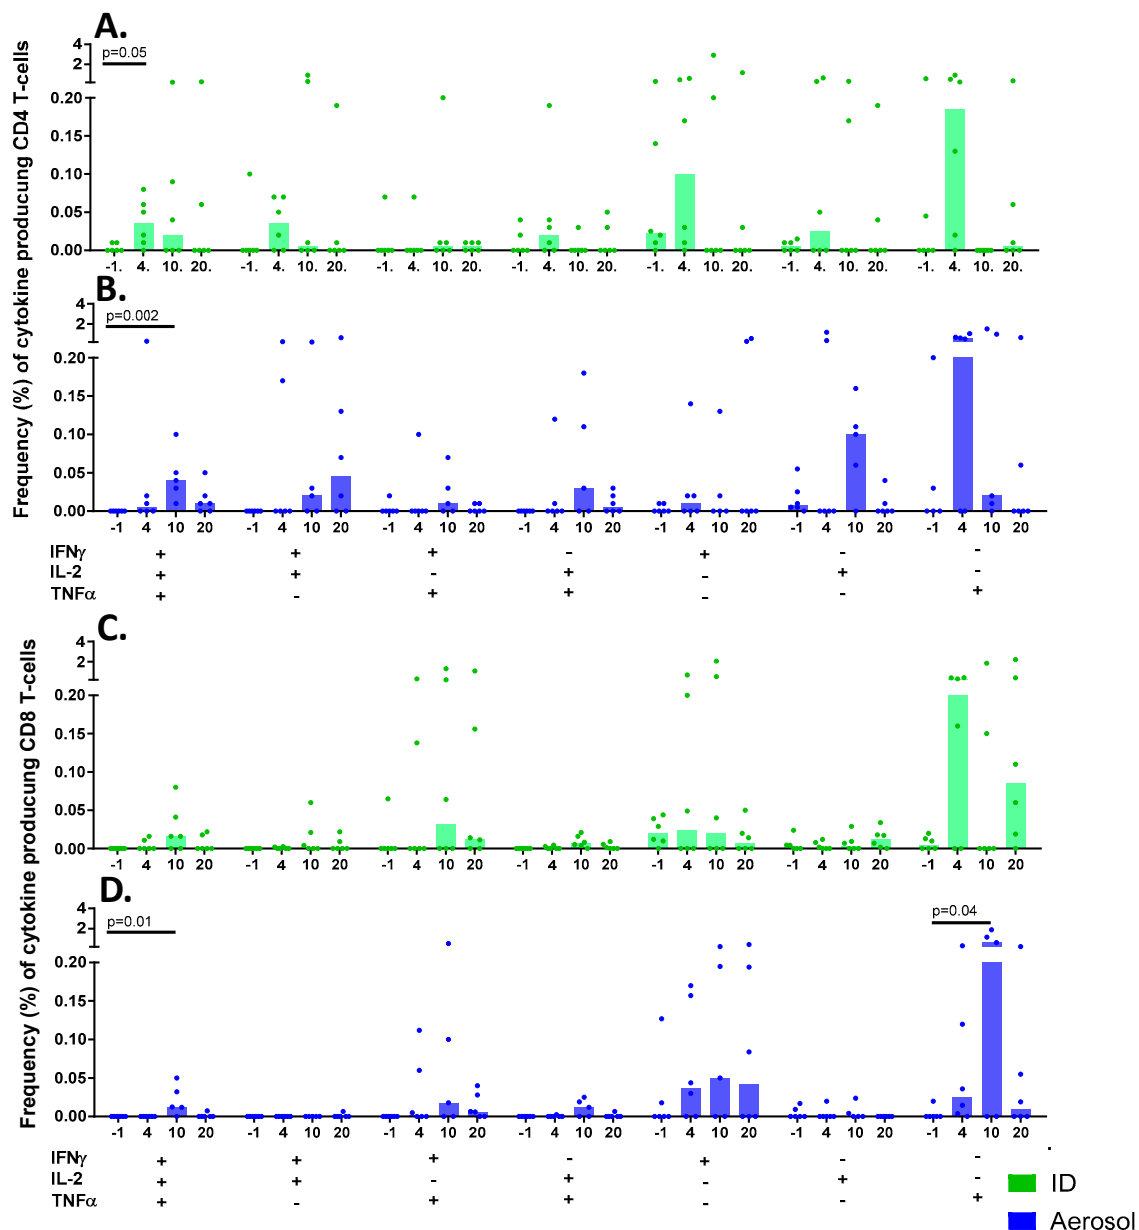 A.
Frequency (%) of cytokine producung CD4 T-cells
4
2
0.20
0.15
0.10
0.05
0.00
p=0.05
-1. 4. 10. 20. -1. 4. 10. 20. -1. 4. 10. 20. -1. 4. 10. 20. -1. 4. 10. 20. -1. 4. 10. 20. -1. 4. 10. 20.
B.
4
2
0.20
0.15
0.10
0.05
0.00
p=0.002
-1 4 10 20 -1 4 10 20 -1 4 10 20 -1 4 10 20 -1 4 10 20 -1 4 10 20 -1 4 10 20
IFNγ + + + - + - -
IL-2 + + - + - + -
TNFα + - + + - - +
C.
Frequency (%) of cytokine producung CD8 T-cells
4
2
0.20
0.15
0.10
0.05
0.00
-1 4 10 20 -1 4 10 20 -1 4 10 20 -1 4 10 20 -1 4 10 20 -1 4 10 20 -1 4 10 20
D.
4
2
0.20
0.15
0.10
0.05
0.00
p=0.01
p=0.04
-1 4 10 20 -1 4 10 20 -1 4 10 20 -1 4 10 20 -1 4 10 20 -1 4 10 20 -1 4 10 20
IFNγ + + + - + - -
IL-2 + + - + - + -
TNFα + - + + - - +
ID
Aerosol